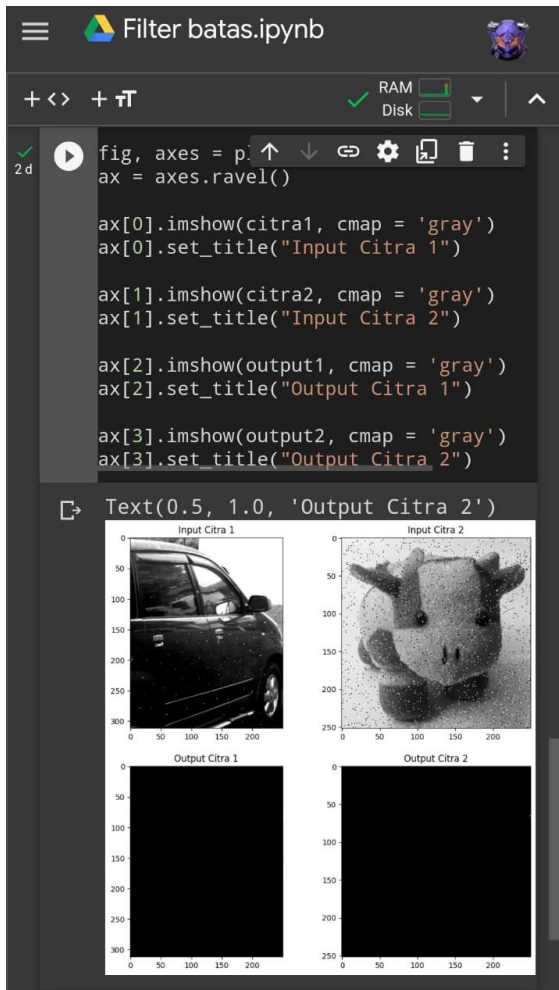 Filter batas.ipynb
+ <> + TT
RAM
Disk
2 d
fig, axes = pl
ax = axes.ravel()
ax[0].imshow(citra1, cmap = 'gray')
ax[0].set_title("Input Citra 1")
ax[1].imshow(citra2, cmap = 'gray')
ax[1].set_title("Input Citra 2")
ax[2].imshow(output1, cmap = 'gray')
ax[2].set_title("Output Citra 1")
ax[3].imshow(output2, cmap = 'gray')
ax[3].set_title("Output Citra 2")
Text(0.5, 1.0, 'Output Citra 2')
Input Citra 1
0
50
100
150
200
250
300
0 50 100 150 200
Input Citra 2
0
50
100
150
200
250
0 50 100 150 200
Output Citra 1
0
50
100
150
200
250
300
0 50 100 150 200
Output Citra 2
0
50
100
150
200
250
0 50 100 150 200